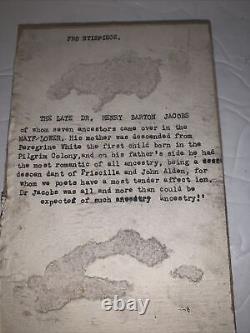 FRO NTISPIECE.
THE LATE DR. HENRY BARTON JACOBS
of whom seven ancestors came over in the
MAYFLOWER. His mother was descended from
Peregrine White the first child born in the
Pilgrim Colony, and on his father's side he had
the most romantic of all ancestry, being a
descen dant of Priscilla and John Alden, for
whom we poets have a most tender affect ion.
Dr Jacobs was all and more than could be
expected of such ancestry ancestry!'